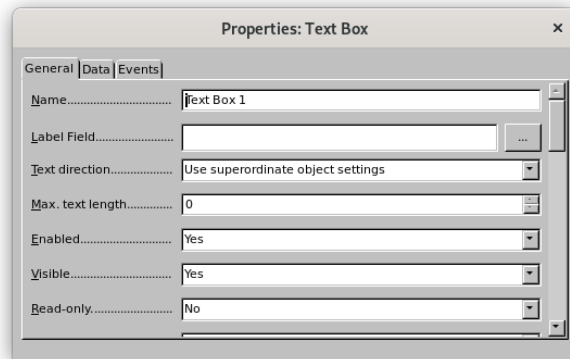 Properties: Text Box
General Data Events
Name................................ Text Box 1
Label Field......................... ...
Text direction................... Use superordinate object settings
Max. text length.............. 0
Enabled............................ Yes
Visible............................... Yes
Read-only......................... No